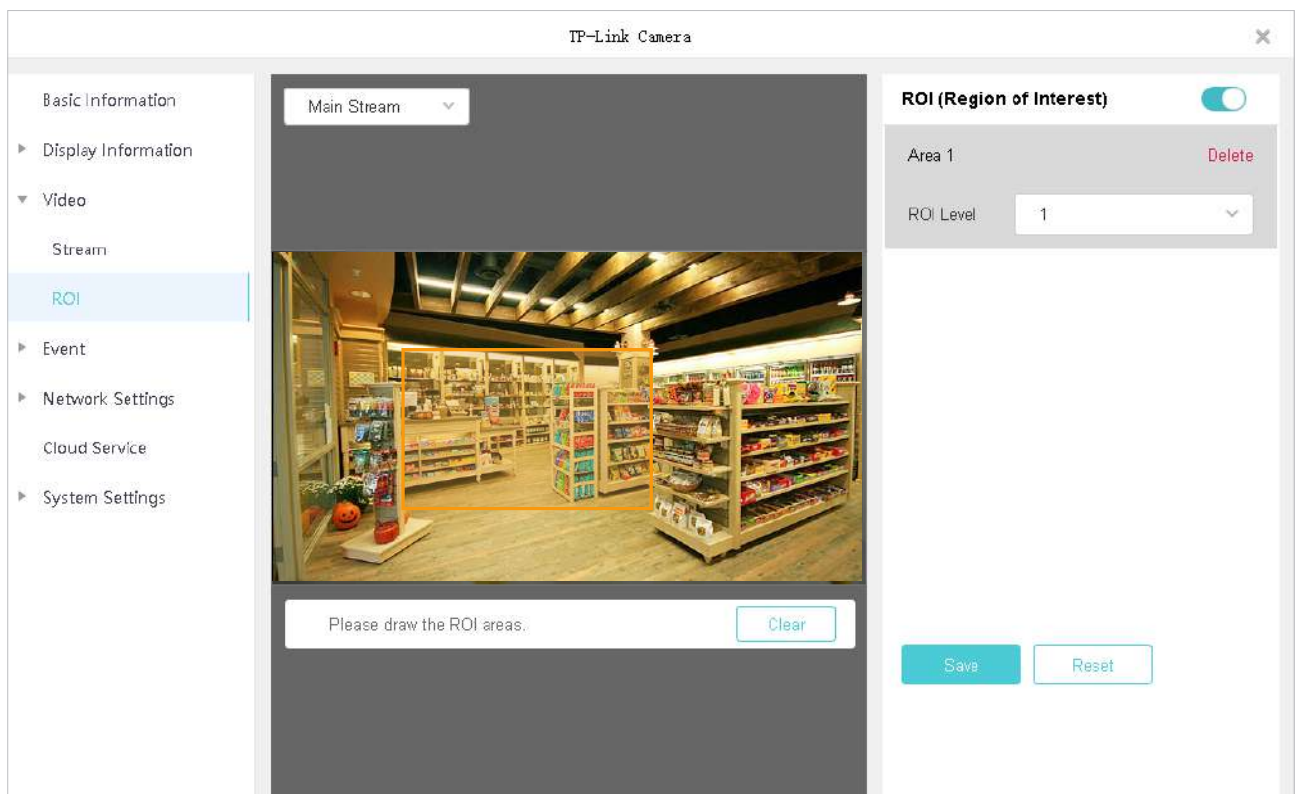 TP-Link Camera
Basic Information
Display Information
Video
Stream
ROI
Event
Network Settings
Cloud Service
System Settings
Main Stream
Please draw the ROI areas.
Clear
ROI (Region of Interest)
Area 1
Delete
ROI Level
1
Save
Reset